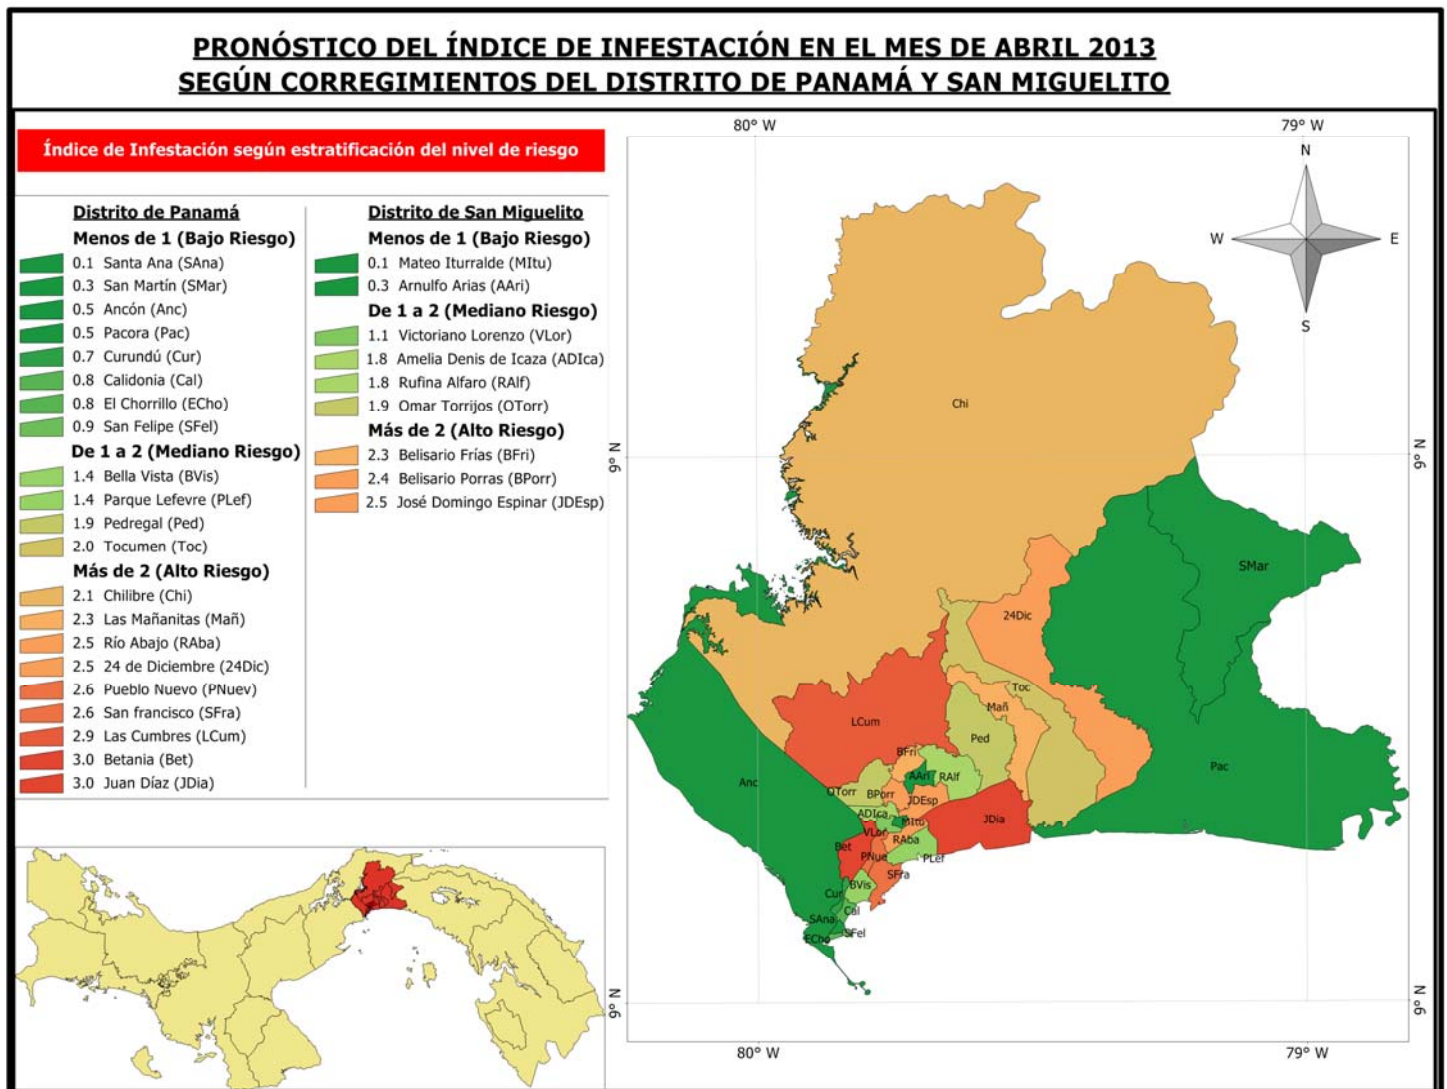 PRONÓSTICO DEL ÍNDICE DE INFESTACIÓN EN EL MES DE ABRIL 2013
SEGÚN CORREGIMIENTOS DEL DISTRITO DE PANAMÁ Y SAN MIGUELITO
Índice de Infestación según estratificación del nivel de riesgo
Distrito de Panamá
Menos de 1 (Bajo Riesgo)
0.1 Santa Ana (SAna)
0.3 San Martín (SMar)
0.5 Ancón (Anc)
0.5 Pacora (Pac)
0.7 Curundú (Cur)
0.8 Calidonia (Cal)
0.8 El Chorrillo (ECho)
0.9 San Felipe (SFel)
De 1 a 2 (Mediano Riesgo)
1.4 Bella Vista (BVis)
1.4 Parque Lefevre (PLef)
1.9 Pedregal (Ped)
2.0 Tocumen (Toc)
Más de 2 (Alto Riesgo)
2.1 Chilibre (Chi)
2.3 Las Mañanitas (Mañ)
2.5 Río Abajo (RAba)
2.5 24 de Diciembre (24Dic)
2.6 Pueblo Nuevo (PNuev)
2.6 San francisco (SFra)
2.9 Las Cumbres (LCum)
3.0 Betania (Bet)
3.0 Juan Díaz (JDia)
Distrito de San Miguelito
Menos de 1 (Bajo Riesgo)
0.1 Mateo Iturralde (MItu)
0.3 Arnulfo Arias (AAri)
De 1 a 2 (Mediano Riesgo)
1.1 Victoriano Lorenzo (VLor)
1.8 Amelia Denis de Icaza (ADIca)
1.8 Rufina Alfaro (RAlf)
1.9 Omar Torrijos (OTorr)
Más de 2 (Alto Riesgo)
2.3 Belisario Frías (BFri)
2.4 Belisario Porras (BPorr)
2.5 José Domingo Espinar (JDEsp)
80° W
79° W
N
W
E
S
9° N
9° N
Chi
SMar
24Dic
Toc
Mañ
LCum
Ped
BFri
Pac
Anc
AAri
RAlf
OTorr
BPorr
JDEsp
ADIca
MItu
JDia
VLor
RAba
Bet
PNue
PLef
SFra
BVis
Cur
Cal
SAna
SFel
ECho
9° N
9° N
80° W
79° W